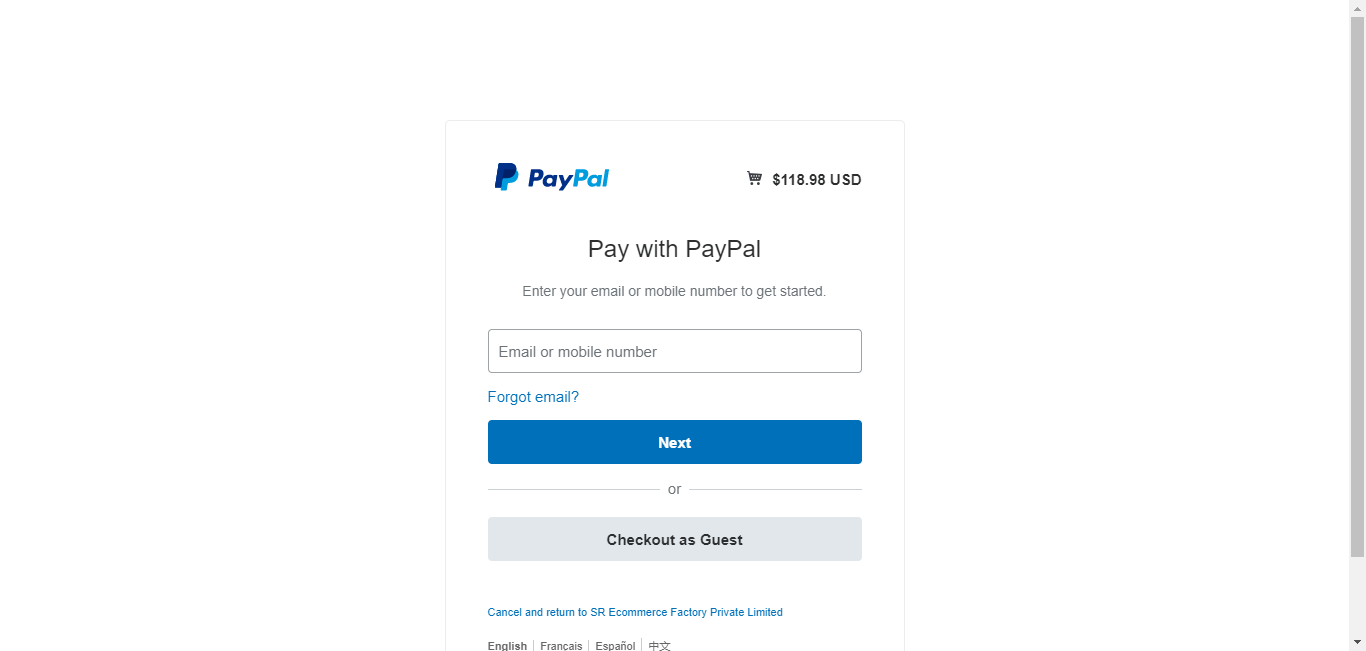 PayPal $118.98 USD
Pay with PayPal
Enter your email or mobile number to get started.
Email or mobile number
Forgot email?
Next
or
Checkout as Guest
Cancel and return to SR Ecommerce Factory Private Limited
English Français Español 中文